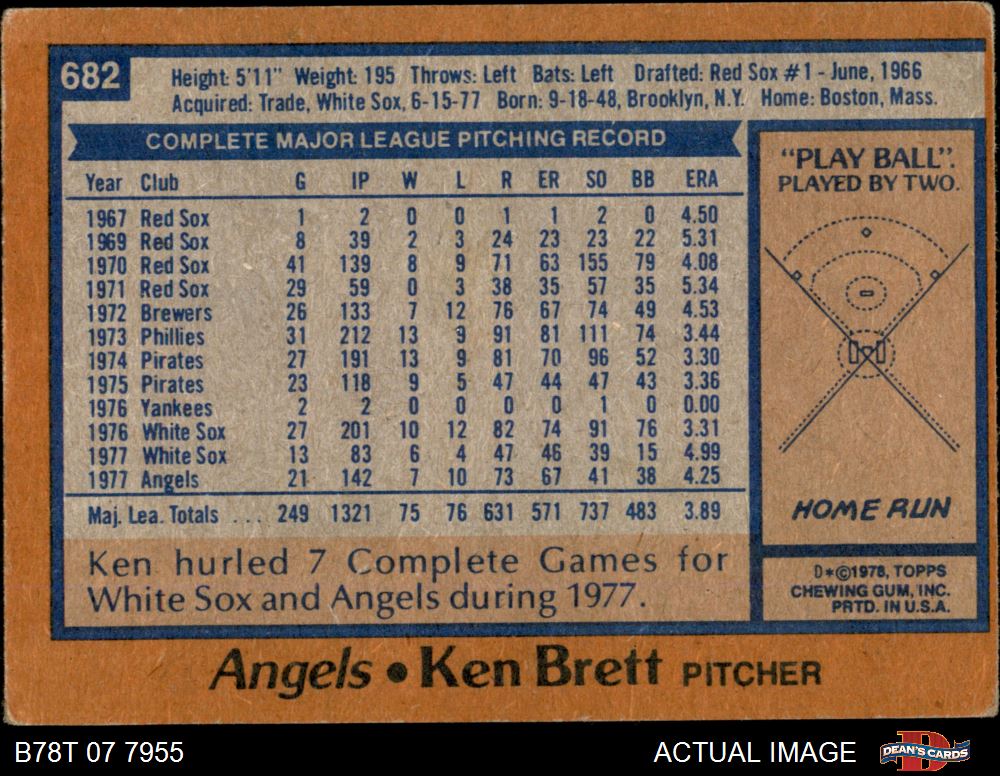 682
Height: 5'11" Weight: 195 Throws: Left Bats: Left Drafted: Red Sox #1 - June, 1966
Acquired: Trade, White Sox, 6-15-77 Born: 9-18-48, Brooklyn, N.Y. Home: Boston, Mass.
COMPLETE MAJOR LEAGUE PITCHING RECORD
Year Club G IP W L R ER SO BB ERA
1967 Red Sox 1 2 0 0 1 1 2 0 4.50
1969 Red Sox 8 39 2 3 24 23 23 22 5.31
1970 Red Sox 41 139 8 9 71 63 155 79 4.08
1971 Red Sox 29 59 0 3 38 35 57 35 5.34
1972 Brewers 26 133 7 12 76 67 74 49 4.53
1973 Phillies 31 212 13 9 91 81 111 74 3.44
1974 Pirates 27 191 13 9 81 70 96 52 3.30
1975 Pirates 23 118 9 5 47 44 47 43 3.36
1976 Yankees 2 2 0 0 0 0 1 0 0.00
1976 White Sox 27 201 10 12 82 74 91 76 3.31
1977 White Sox 13 83 6 4 47 46 39 15 4.99
1977 Angels 21 142 7 10 73 67 41 38 4.25
Maj. Lea. Totals ... 249 1321 75 76 631 571 737 483 3.89
Ken hurled 7 Complete Games for
White Sox and Angels during 1977.
"PLAY BALL".
PLAYED BY TWO.
HOME RUN
D*©1978, TOPPS
CHEWING GUM, INC.
PRTD. IN U.S.A.
Angels • Ken Brett PITCHER
B78T 07 7955
ACTUAL IMAGE
D
DEAN'S CARDS